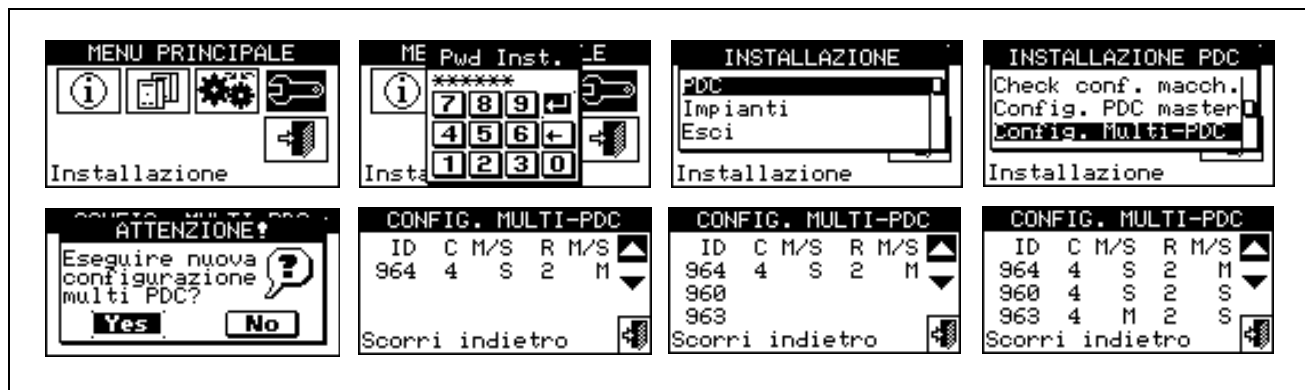 MENU PRINCIPALE
Installazione
ME Pwd Inst. LE
******
7 8 9
4 5 6 ←
1 2 3 0
Insta
INSTALLAZIONE
PDC
Impianti
Esci
Installazione
INSTALLAZIONE PDC
Check conf. macch.
Config. PDC master
Config. Multi-PDC
Installazione
ATTENZIONE!
Eseguire nuova
configurazione
multi PDC?
Yes No
CONFIG. MULTI-PDC
ID C M/S R M/S
964 4 S 2 M
Scorri indietro
CONFIG. MULTI-PDC
ID C M/S R M/S
964 4 S 2 M
960
963
Scorri indietro
CONFIG. MULTI-PDC
ID C M/S R M/S
964 4 S 2 M
960 4 S 2 S
963 4 M 2 S
Scorri indietro